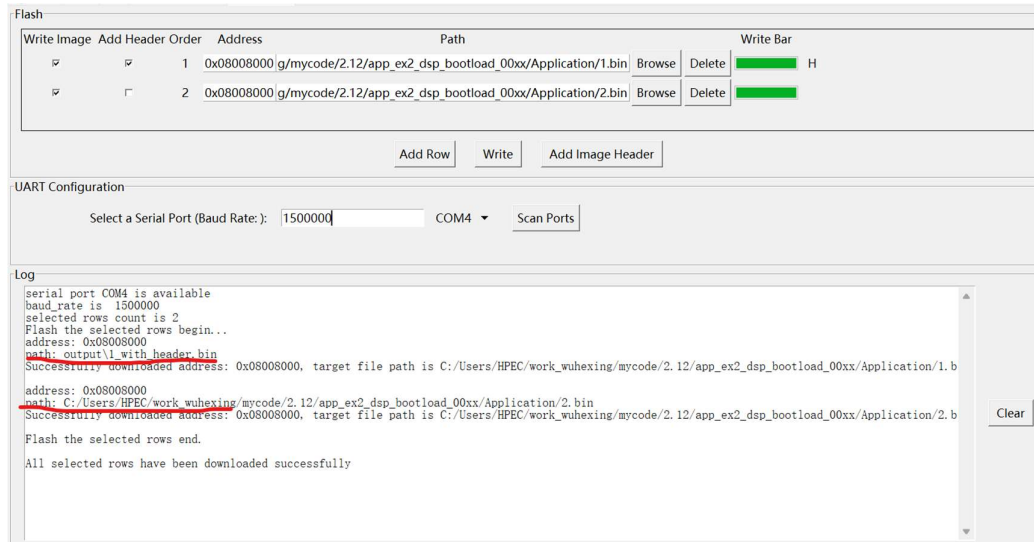 Flash
Write Image Add Header Order Address Path Write Bar
1 0x08008000 g/mycode/2.12/app_ex2_dsp_bootload_00xx/Application/1.bin Browse Delete H
2 0x08008000 g/mycode/2.12/app_ex2_dsp_bootload_00xx/Application/2.bin Browse Delete
Add Row Write Add Image Header
UART Configuration
Select a Serial Port (Baud Rate: ): 1500000 COM4 Scan Ports
Log
serial port COM4 is available
baud_rate is 1500000
selected rows count is 2
Flash the selected rows begin...
address: 0x08008000
path: output\1_with_header.bin
Successfully downloaded address: 0x08008000, target file path is C:/Users/HPEC/work_wuhexing/mycode/2.12/app_ex2_dsp_bootload_00xx/Application/1.b
address: 0x08008000
path: C:/Users/HPEC/work_wuhexing/mycode/2.12/app_ex2_dsp_bootload_00xx/Application/2.bin
Successfully downloaded address: 0x08008000, target file path is C:/Users/HPEC/work_wuhexing/mycode/2.12/app_ex2_dsp_bootload_00xx/Application/2.b
Clear
Flash the selected rows end.
All selected rows have been downloaded successfully